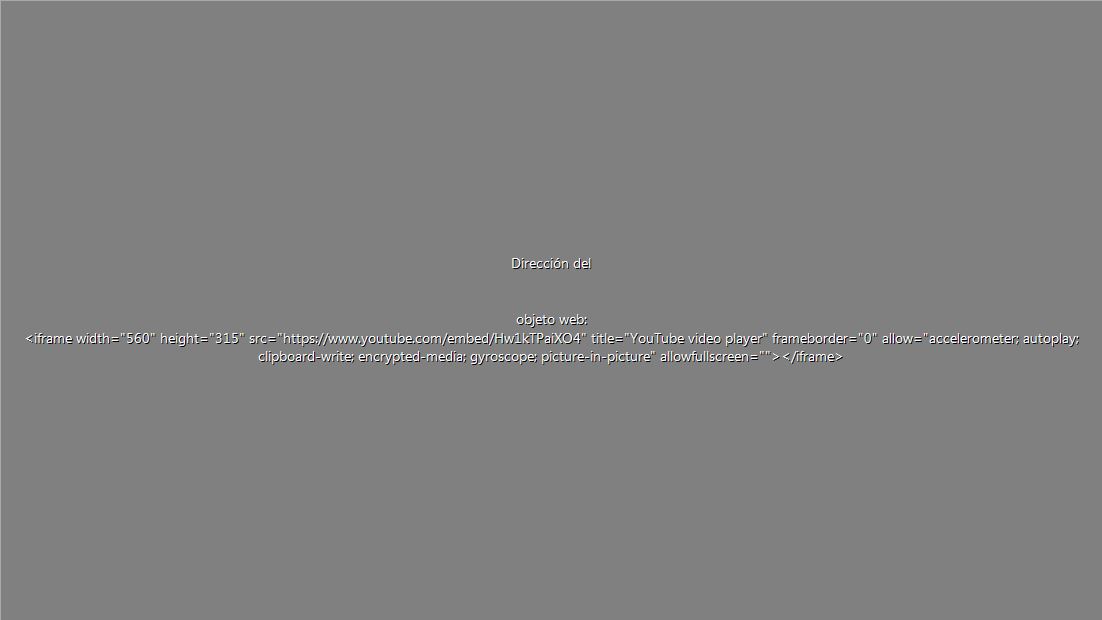 Dirección del
objeto web:
<iframe width="560" height="315" src="https://www.youtube.com/embed/Hw1kTPaiXO4" title="YouTube video player" frameborder="0" allow="accelerometer; autoplay;
clipboard-write; encrypted-media; gyroscope; picture-in-picture" allowfullscreen=""></iframe>